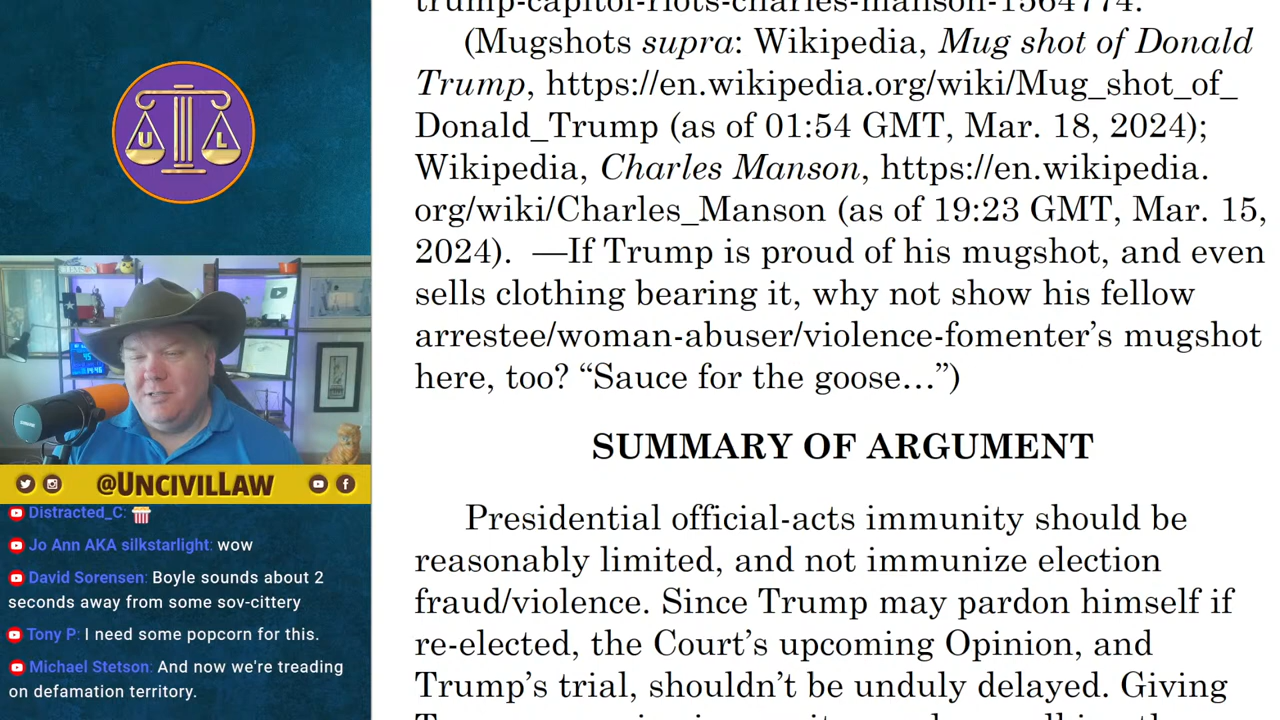 trump-capitol-riots-charles-manson-1564774.
(Mugshots supra: Wikipedia, Mug shot of Donald
Trump, https://en.wikipedia.org/wiki/Mug_shot_of_
Donald_Trump (as of 01:54 GMT, Mar. 18, 2024);
Wikipedia, Charles Manson, https://en.wikipedia.
org/wiki/Charles_Manson (as of 19:23 GMT, Mar. 15,
2024).  —If Trump is proud of his mugshot, and even
sells clothing bearing it, why not show his fellow
arrestee/woman-abuser/violence-fomenter’s mugshot
here, too? “Sauce for the goose…”)
SUMMARY OF ARGUMENT
Presidential official-acts immunity should be
reasonably limited, and not immunize election
fraud/violence. Since Trump may pardon himself if
re-elected, the Court’s upcoming Opinion, and
Trump’s trial, shouldn’t be unduly delayed. Giving
U L
@UNCIVILLAW
Distracted_C:
Jo Ann AKA silkstarlight: wow
David Sorensen: Boyle sounds about 2
seconds away from some sov-cittery
Tony P: I need some popcorn for this.
Michael Stetson: And now we're treading
on defamation territory.